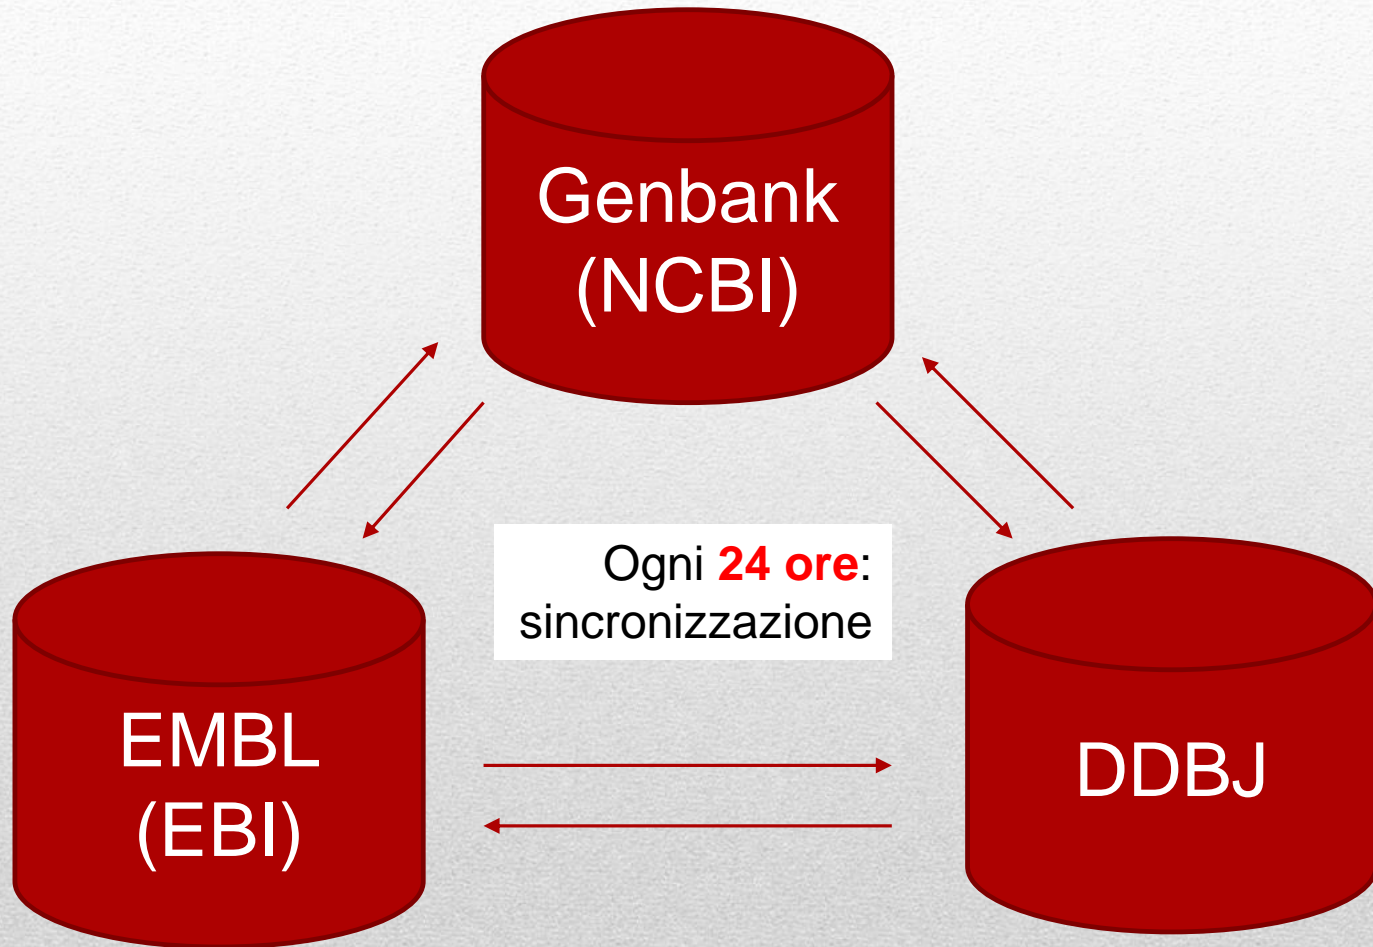 Genbank
(NCBI)
Ogni 24 ore:
sincronizzazione
EMBL
(EBI)
DDBJ